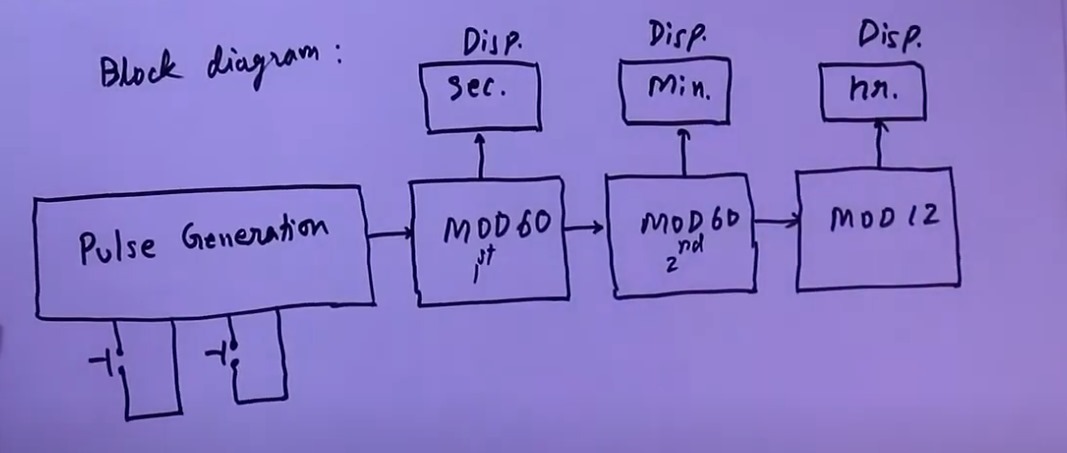 Block diagram :
Disp.
Sec.
Disp.
Min.
Disp.
hr.
Pulse Generation
MOD 60
1st
MOD 60
2nd
MOD 12